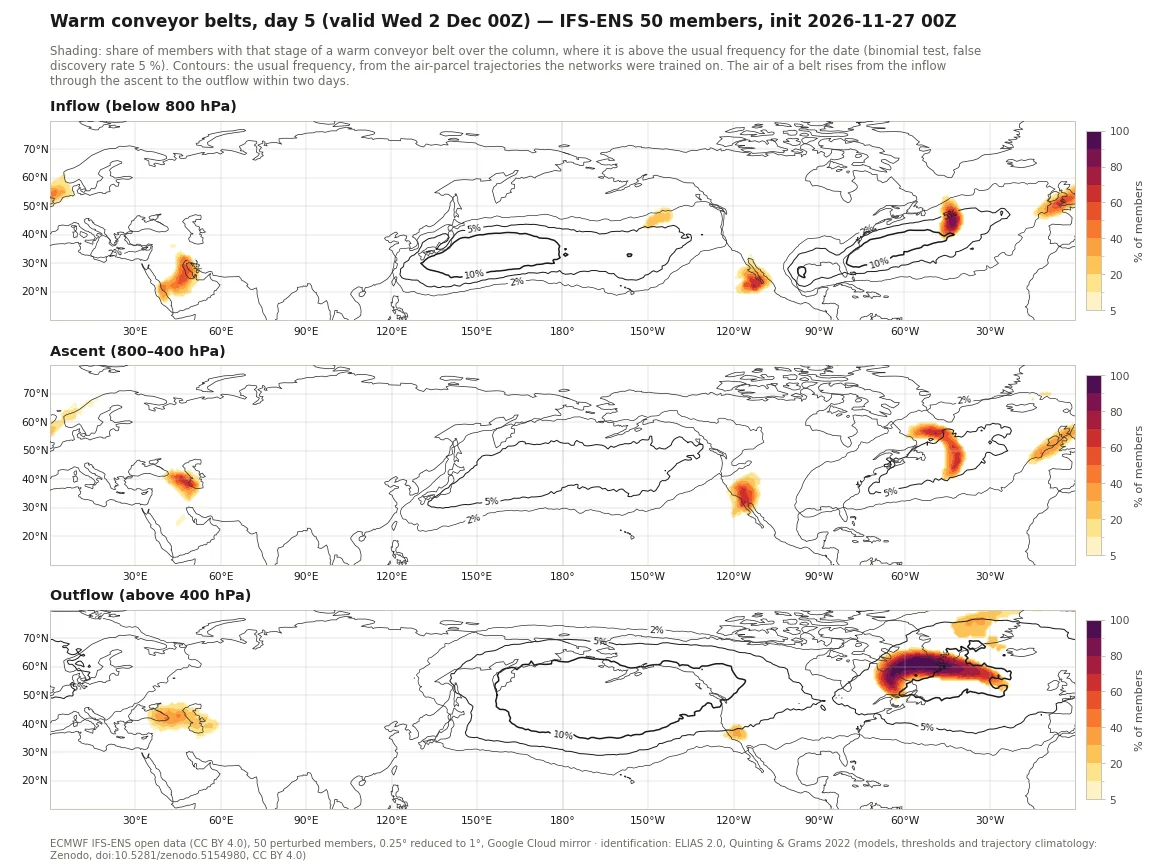 Warm conveyor belts, day 5 (valid Wed 2 Dec 00Z) — IFS-ENS 50 members, init 2026-11-27 00Z
Shading: share of members with that stage of a warm conveyor belt over the column, where it is above the usual frequency for the date (binomial test, false
discovery rate 5 %). Contours: the usual frequency, from the air-parcel trajectories the networks were trained on. The air of a belt rises from the inflow
through the ascent to the outflow within two days.
Inflow (below 800 hPa)
70°N
60°N
50°N
40°N
30°N
20°N
30°E 60°E 90°E 120°E 150°E 180° 150°W 120°W 90°W 60°W 30°W
2% 5% 10% 2% 2% 10%
100
80
60
40
20
5
% of members
Ascent (800–400 hPa)
70°N
60°N
50°N
40°N
30°N
20°N
30°E 60°E 90°E 120°E 150°E 180° 150°W 120°W 90°W 60°W 30°W
5% 2% 2% 5%
100
80
60
40
20
5
% of members
Outflow (above 400 hPa)
70°N
60°N
50°N
40°N
30°N
20°N
30°E 60°E 90°E 120°E 150°E 180° 150°W 120°W 90°W 60°W 30°W
5% 2% 10% 5%
100
80
60
40
20
5
% of members
ECMWF IFS-ENS open data (CC BY 4.0), 50 perturbed members, 0.25° reduced to 1°, Google Cloud mirror · identification: ELIAS 2.0, Quinting & Grams 2022 (models, thresholds and trajectory climatology:
Zenodo, doi:10.5281/zenodo.5154980, CC BY 4.0)